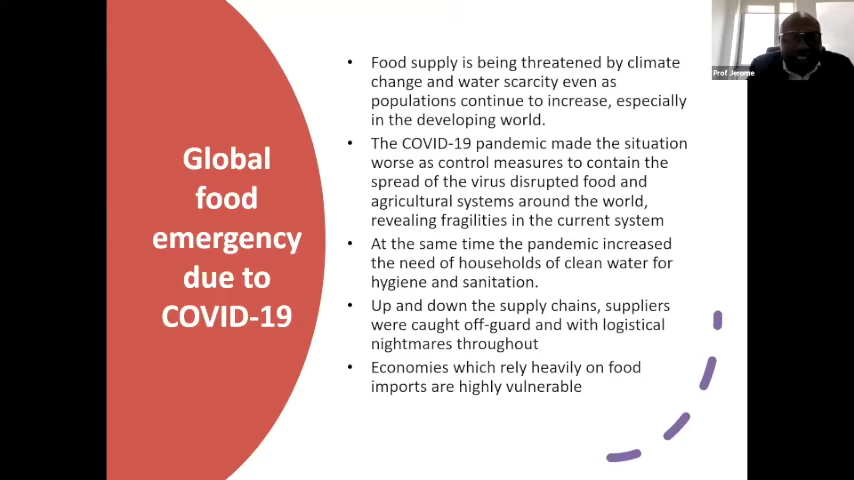 Global
food
emergency
due to
COVID-19
• Food supply is being threatened by climate
change and water scarcity even as
populations continue to increase, especially
in the developing world.
• The COVID-19 pandemic made the situation
worse as control measures to contain the
spread of the virus disrupted food and
agricultural systems around the world,
revealing fragilities in the current system
• At the same time the pandemic increased
the need of households of clean water for
hygiene and sanitation.
• Up and down the supply chains, suppliers
were caught off-guard and with logistical
nightmares throughout
• Economies which rely heavily on food
imports are highly vulnerable
Prof Jerome